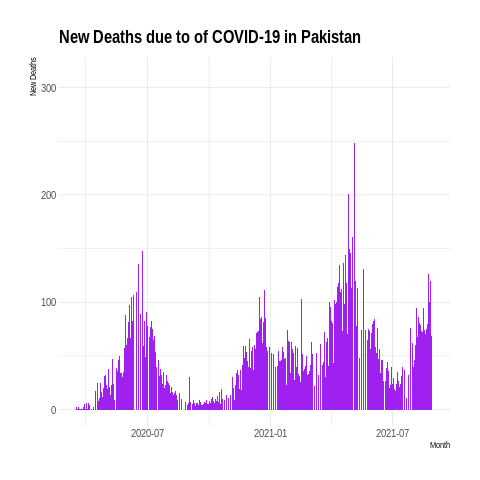 New Deaths due to of COVID-19 in Pakistan
New Deaths
300
200
100
0
2020-07
2021-01
2021-07
Month